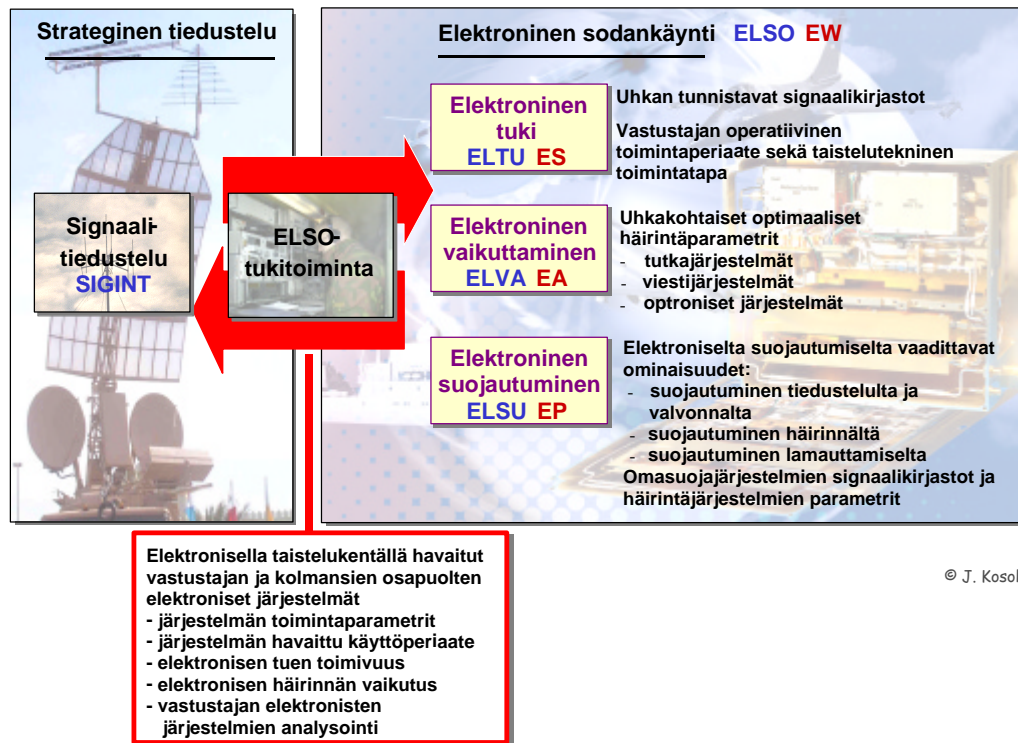 Strateginen tiedustelu
Signaali-
tiedustelu
SIGINT
ELSO-
tukitoiminta
Elektroninen sodankäynti ELSO EW
Elektroninen
tuki
ELTU ES
Uhkan tunnistavat signaalikirjastot
Vastustajan operatiivinen
toimintaperiaate sekä taistelutekninen
toimintatapa
Elektroninen
vaikuttaminen
ELVA EA
Uhkakohtaiset optimaaliset
häirintäparametrit
- tutkajärjestelmät
- viestijärjestelmät
- optroniset järjestelmät
Elektroninen
suojautuminen
ELSU EP
Elektroniselta suojautumiselta vaadittavat
ominaisuudet:
- suojautuminen tiedustelulta ja
valvonnalta
- suojautuminen häirinnältä
- suojautuminen lamauttamiselta
Omasuojajärjestelmien signaalikirjastot ja
häirintäjärjestelmien parametrit
Elektronisella taistelukentällä havaitut
vastustajan ja kolmansien osapuolten
elektroniset järjestelmät
- järjestelmän toimintaparametrit
- järjestelmän havaittu käyttöperiaate
- elektronisen tuen toimivuus
- elektronisen häirinnän vaikutus
- vastustajan elektronisten
järjestelmien analysointi
© J. Kosol